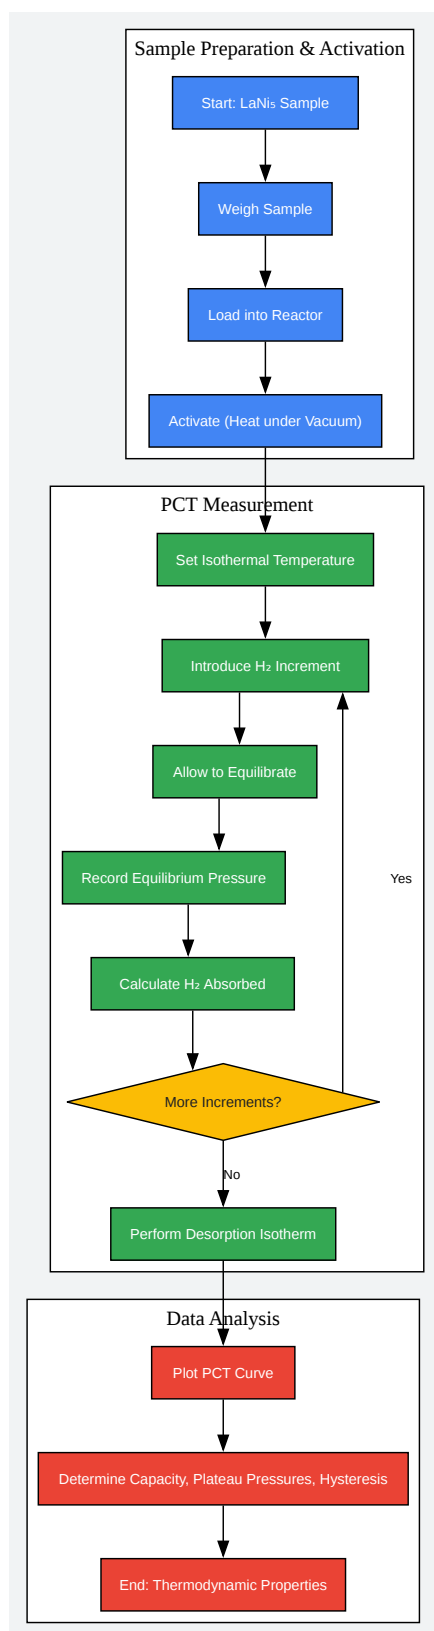 Sample Preparation & Activation
Start: LaNi₅ Sample
Weigh Sample
Load into Reactor
Activate (Heat under Vacuum)
PCT Measurement
Set Isothermal Temperature
Introduce H₂ Increment
Allow to Equilibrate
Record Equilibrium Pressure
Yes
Calculate H₂ Absorbed
More Increments?
No
Perform Desorption Isotherm
Data Analysis
Plot PCT Curve
Determine Capacity, Plateau Pressures, Hysteresis
End: Thermodynamic Properties